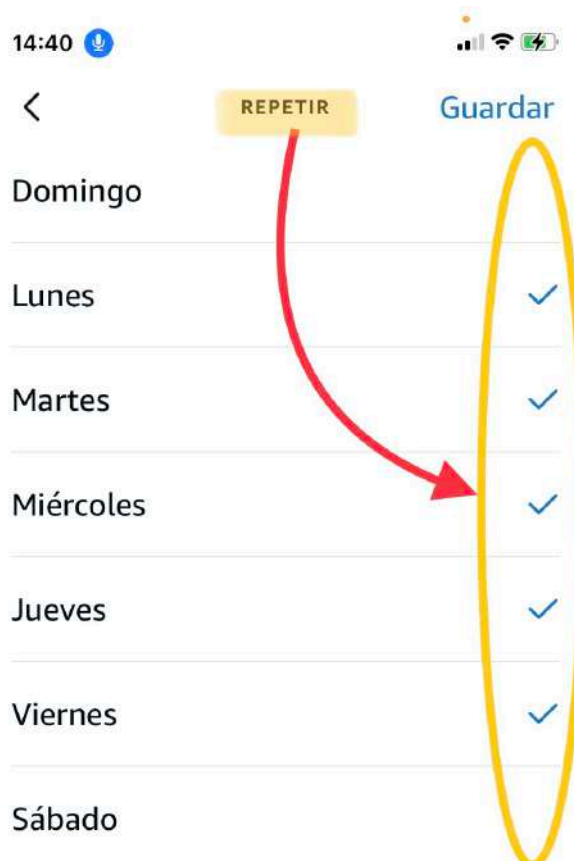 14:40
REPETIR Guardar
Domingo
Lunes
Martes
Miércoles
Jueves
Viernes
Sábado